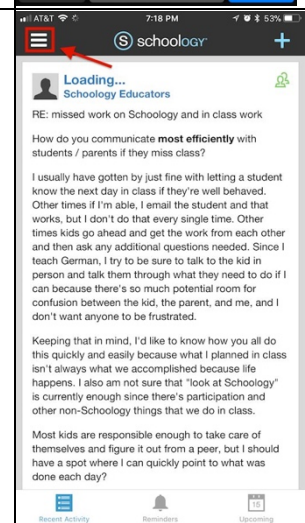 AT&T 7:18 PM 53%
S schoology
Loading...
Schoology Educators
RE: missed work on Schoology and in class work
How do you communicate most efficiently with
students / parents if they miss class?
I usually have gotten by just fine with letting a student
know the next day in class if they're well behaved.
Other times if I'm able, I email the student and that
works, but I don't do that every single time. Other
times kids go ahead and get the work from each other
and then ask any additional questions needed. Since I
teach German, I try to be sure to talk to the kid in
person and talk them through what they need to do if I
can because there's so much potential room for
confusion between the kid, the parent, and me, and I
don't want anyone to be frustrated.
Keeping that in mind, I'd like to know how you all do
this quickly and easily because what I planned in class
isn't always what we accomplished because life
happens. I also am not sure that "look at Schoology"
is currently enough since there's participation and
other non-Schoology things that we do in class.
Most kids are responsible enough to take care of
themselves and figure it out from a peer, but I should
have a spot where I can quickly point to what was
done each day?
15
Recent Activity Reminders Upcoming